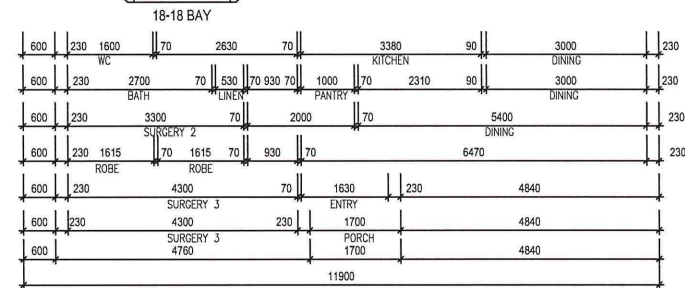 18-18 BAY
600 230 1600 70 2630 70 3380 90 3000 230
WC KITCHEN DINING
600 230 2700 70 530 70 930 70 1000 70 2310 90 3000 230
BATH LINEN PANTRY DINING
600 230 3300 70 2000 70 5400 230
SURGERY 2 DINING
600 230 1615 70 1615 70 930 70 6470 230
ROBE ROBE
600 230 4300 70 1630 230 4840
SURGERY 3 ENTRY
600 230 4300 230 1700 4840
SURGERY 3 PORCH
600 4760 1700 4840
11900